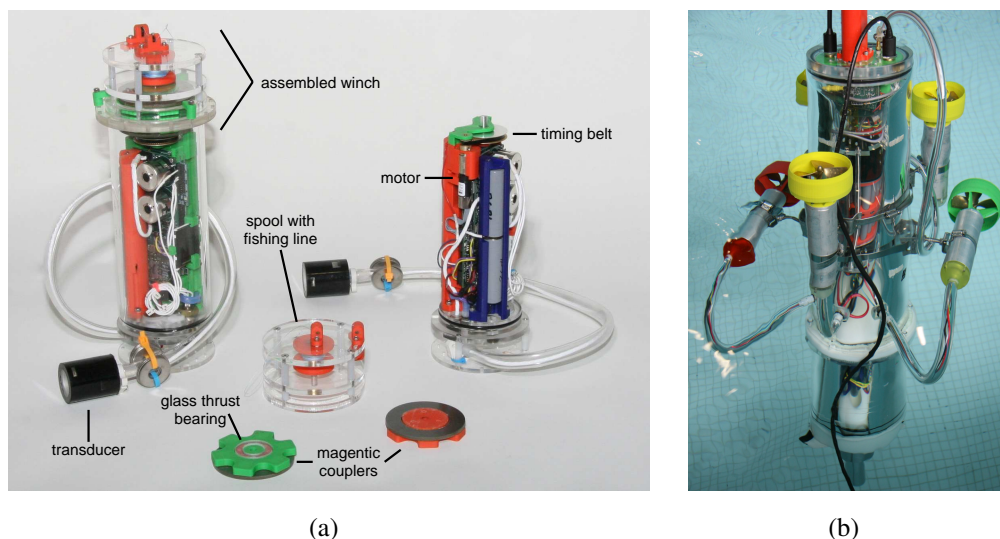 assembled winch
timing belt
motor
spool with
fishing line
glass thrust
bearing
transducer
magentic
couplers
(a)
(b)